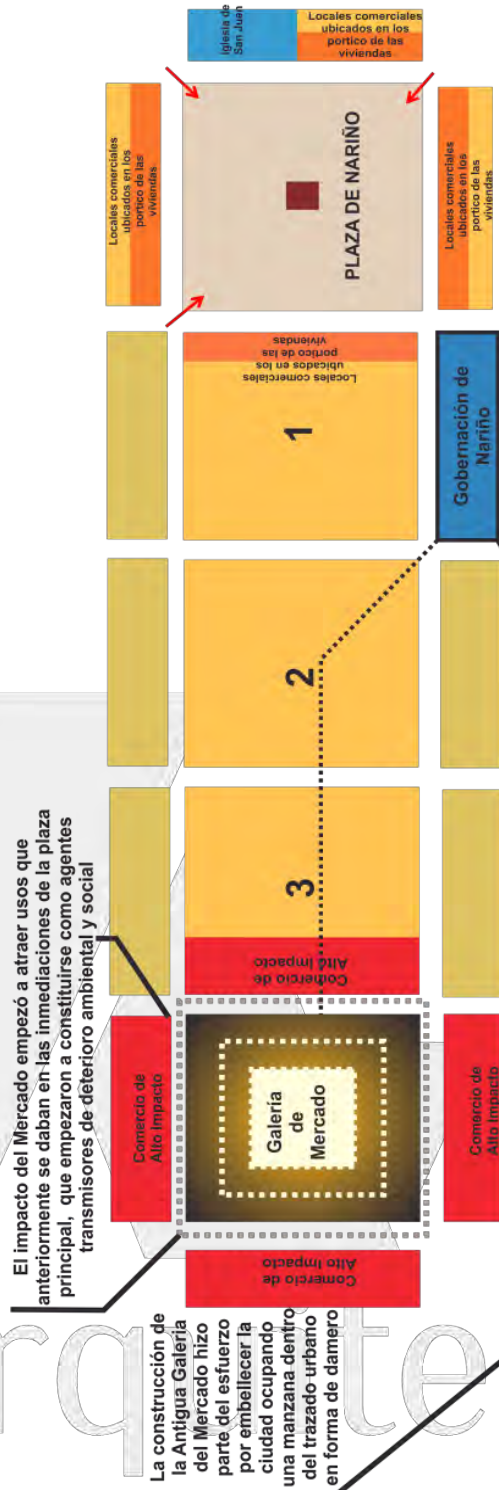 El impacto del Mercado empezó a atraer usos que
anteriormente se daban en las inmediaciones de la plaza
principal, que empezaron a constituirse como agentes
transmisores de deterioro ambiental y social
La construcción de
la Antigua Galería
del Mercado hizo
parte del esfuerzo
por embellecer la
ciudad ocupando
una manzana dentro
del trazado urbano
en forma de damero
Comercio de
Alto Impacto
Comercio de
Alto Impacto
Galería
de
Mercado
Comercio de
Alto Impacto
Comercio de
Alto Impacto
3
2
1
Locales comerciales
ubicados en los
portico de las
viviendas
Locales comerciales
ubicados en los
portico de las
viviendas
PLAZA DE NARIÑO
Iglesia de
San Juan
Locales comerciales
ubicados en los
portico de las
viviendas
Locales comerciales
ubicados en los
portico de las
viviendas
Gobernación de
Nariño
rquite